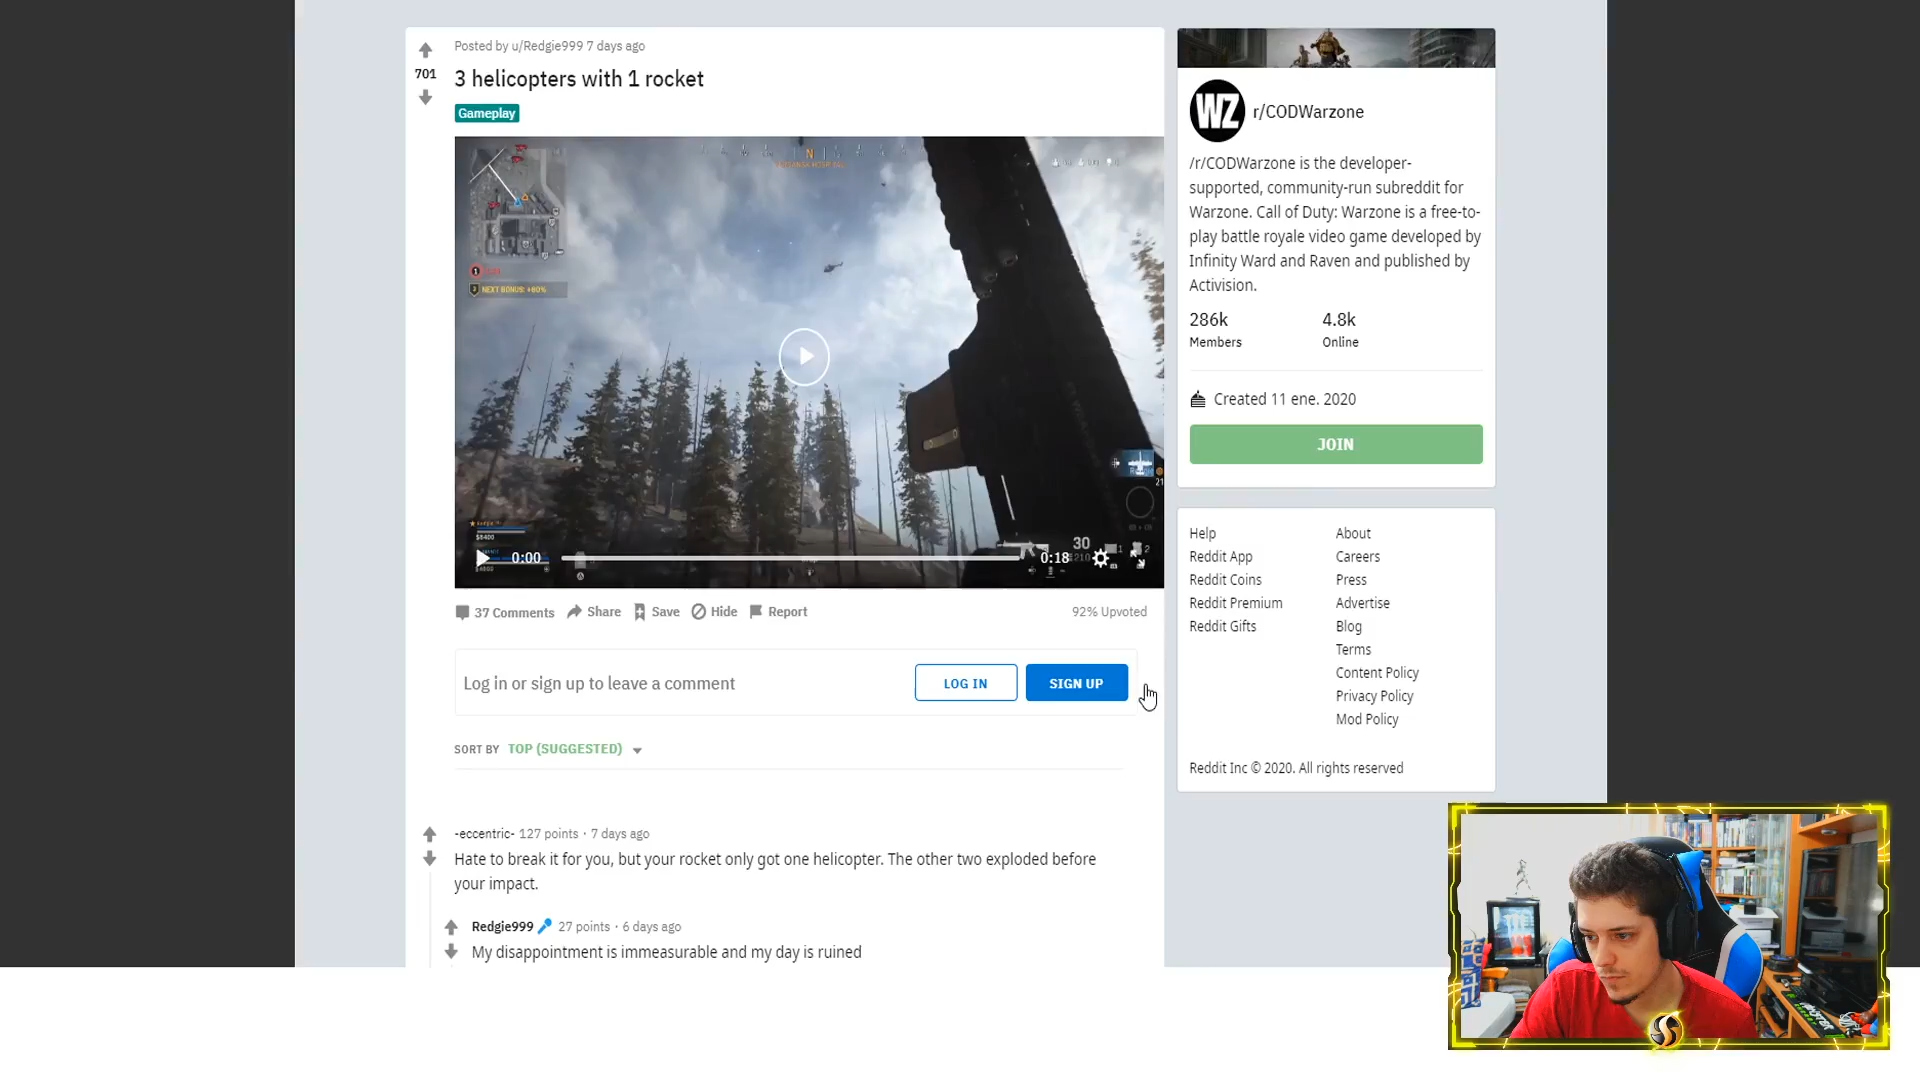 Posted by u/Redgie999 7 days ago
701
3 helicopters with 1 rocket
Gameplay
N
NEXT BONUS: +60%
$8400
30
0:00
0:18
37 Comments
Share
Save
Hide
Report
92% Upvoted
Log in or sign up to leave a comment
LOG IN
SIGN UP
SORT BY TOP (SUGGESTED)
-eccentric- 127 points · 7 days ago
Hate to break it for you, but your rocket only got one helicopter. The other two exploded before
your impact.
Redgie999 27 points · 6 days ago
My disappointment is immeasurable and my day is ruined
WZ
r/CODWarzone
/r/CODWarzone is the developer-
supported, community-run subreddit for
Warzone. Call of Duty: Warzone is a free-to-
play battle royale video game developed by
Infinity Ward and Raven and published by
Activision.
286k
Members
4.8k
Online
Created 11 ene. 2020
JOIN
Help
Reddit App
Reddit Coins
Reddit Premium
Reddit Gifts
About
Careers
Press
Advertise
Blog
Terms
Content Policy
Privacy Policy
Mod Policy
Reddit Inc © 2020. All rights reserved